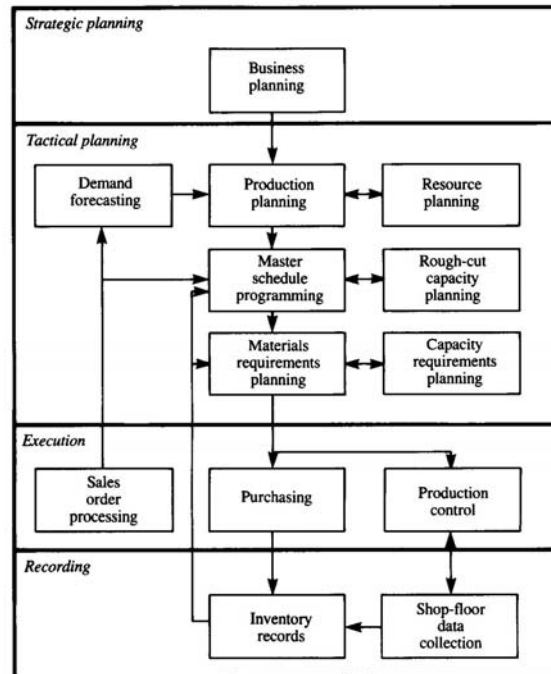 Strategic planning
Business
planning
Tactical planning
Demand
forecasting
Production
planning
Resource
planning
Master
schedule
programming
Rough-cut
capacity
planning
Materials
requirements
planning
Capacity
requirements
planning
Execution
Sales
order
processing
Purchasing
Production
control
Recording
Inventory
records
Shop-floor
data
collection